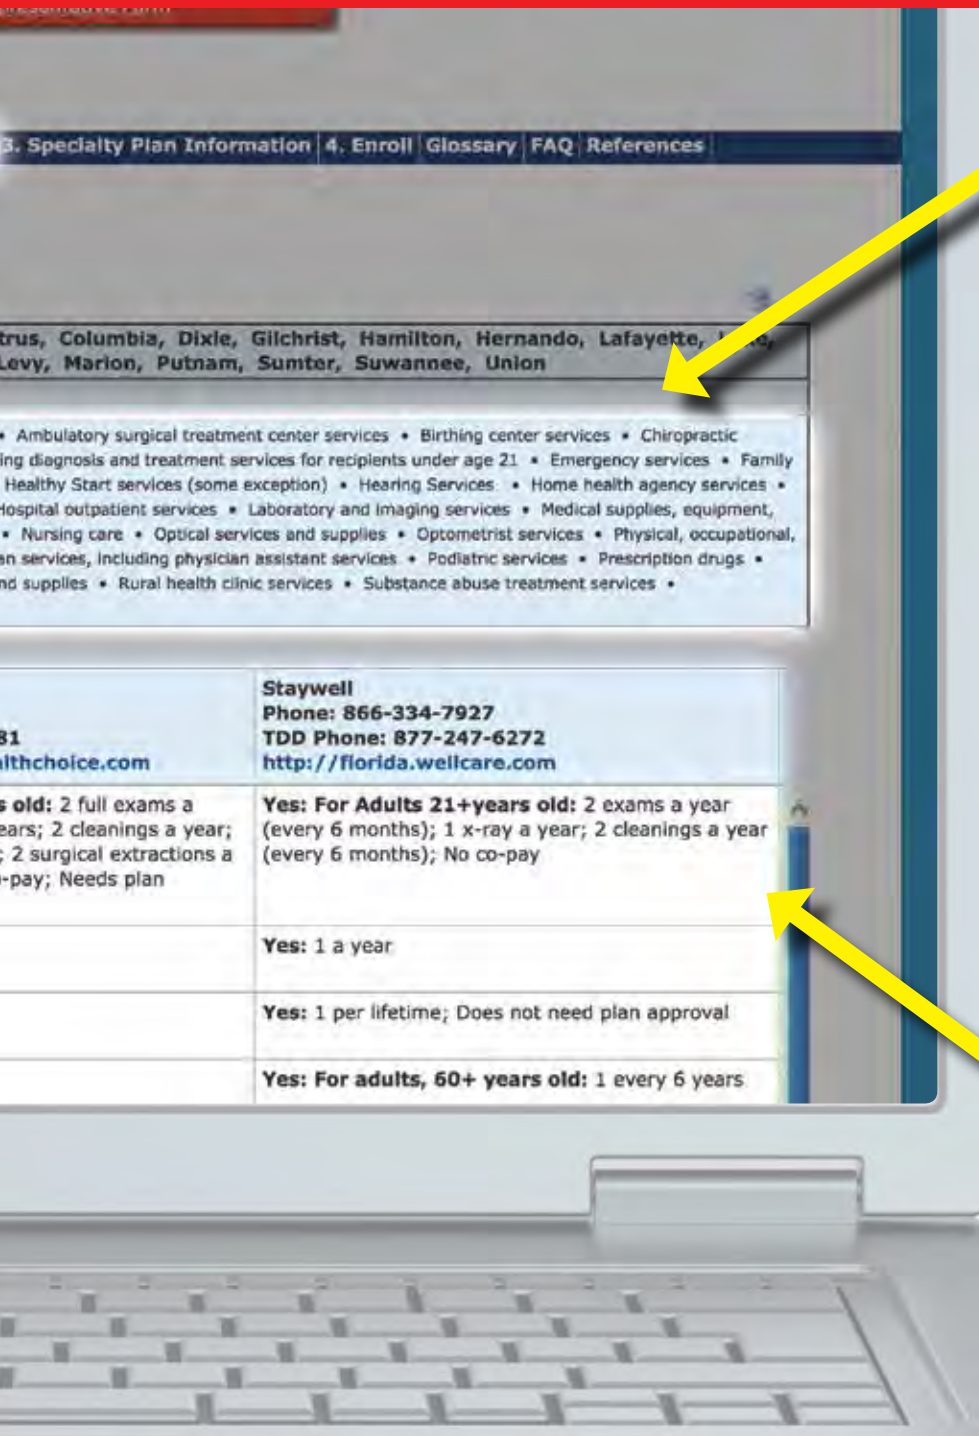 presentative Form
3. Specialty Plan Information | 4. Enroll | Glossary | FAQ | References
trus, Columbia, Dixie, Gilchrist, Hamilton, Hernando, Lafayette,
Levy, Marion, Putnam, Sumter, Suwannee, Union
• Ambulatory surgical treatment center services • Birthing center services • Chiropractic
ing diagnosis and treatment services for recipients under age 21 • Emergency services • Family
Healthy Start services (some exception) • Hearing Services • Home health agency services •
Hospital outpatient services • Laboratory and imaging services • Medical supplies, equipment,
• Nursing care • Optical services and supplies • Optometrist services • Physical, occupational,
an services, including physician assistant services • Podiatric services • Prescription drugs •
nd supplies • Rural health clinic services • Substance abuse treatment services •
81
althchoice.com
Staywell
Phone: 866-334-7927
TDD Phone: 877-247-6272
http://florida.wellcare.com
s old: 2 full exams a
ears; 2 cleanings a year;
; 2 surgical extractions a
o-pay; Needs plan
Yes: For Adults 21+years old: 2 exams a year
(every 6 months); 1 x-ray a year; 2 cleanings a year
(every 6 months); No co-pay
Yes: 1 a year
Yes: 1 per lifetime; Does not need plan approval
Yes: For adults, 60+ years old: 1 every 6 years